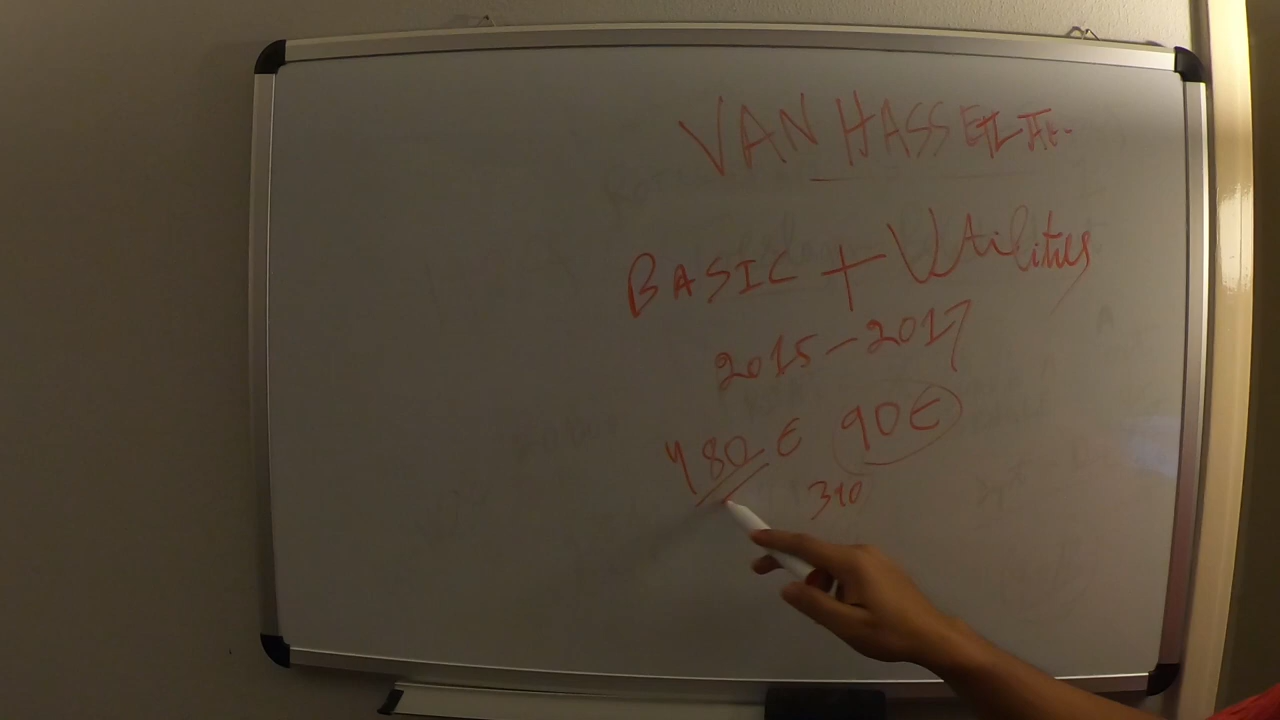 VAN HASSELT
BASIC + Utilities
2015-2017
480€ 90€
310